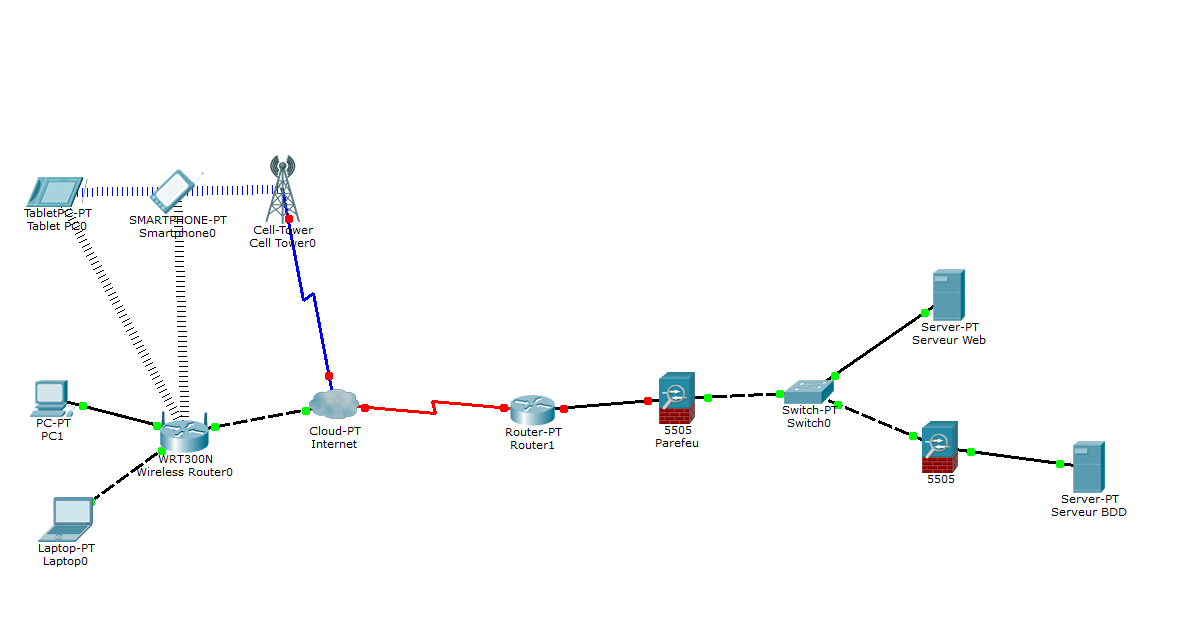 TabletPC-PT
Tablet PC0
SMARTPHONE-PT
Smartphone0
Cell-Tower
Cell Tower0
Server-PT
Serveur Web
PC-PT
PC1
Cloud-PT
Internet
Router-PT
Router1
5505
Parefeu
Switch-PT
Switch0
WRT300N
Wireless Router0
5505
Server-PT
Serveur BDD
Laptop-PT
Laptop0